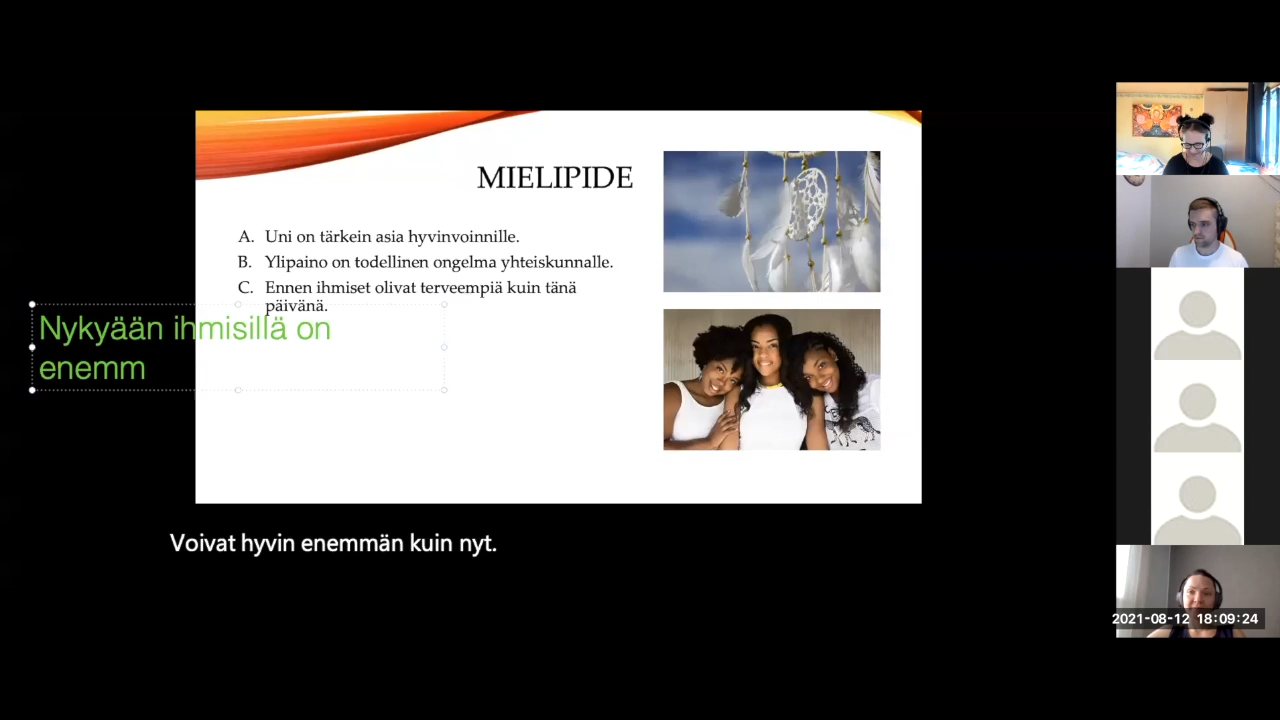 MIELIPIDE
A. Uni on tärkein asia hyvinvoinnille.
B. Ylipaino on todellinen ongelma yhteiskunnalle.
C. Ennen ihmiset olivat terveempiä kuin tänä
päivänä.
Nykyään ihmisillä on
enemm
Voivat hyvin enemmän kuin nyt.
2021-08-12 18:09:24